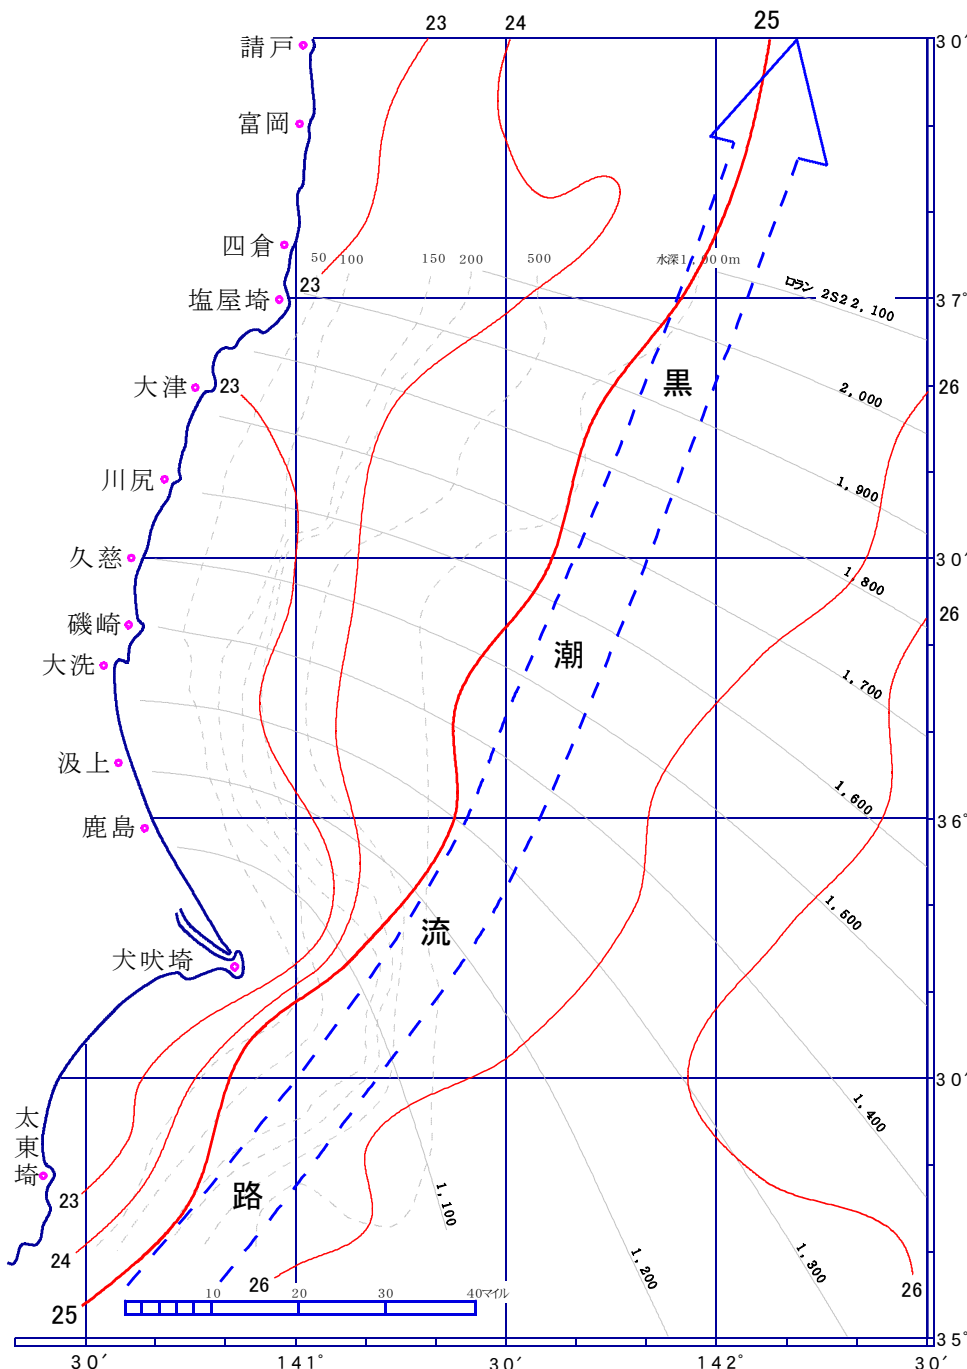 23 24 25
請戸
30′
富岡
四倉
50 100 150 200 500 水深1,000m
塩屋埼
23
ロラン 2S2 2,100
37°
大津
23
黒
2,000
26
川尻
1,900
久慈
30′
1,800
磯崎
26
大洗
潮
1,700
汲上
1,600
鹿島
36°
1,500
流
犬吠埼
30′
1,400
太東埼
路
1,100
23
24
1,200
1,300
25
26
26
10 20 30 40マイル
35°
30′ 141° 30′ 142° 30′